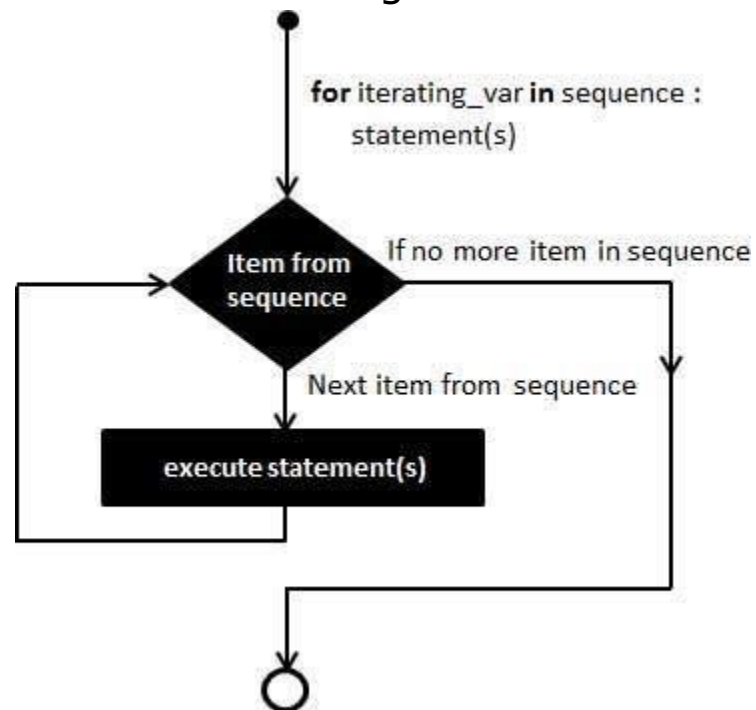 for iterating_var in sequence :
statement(s)
If no more item in sequence
Item from
sequence
Next item from sequence
execute statement(s)